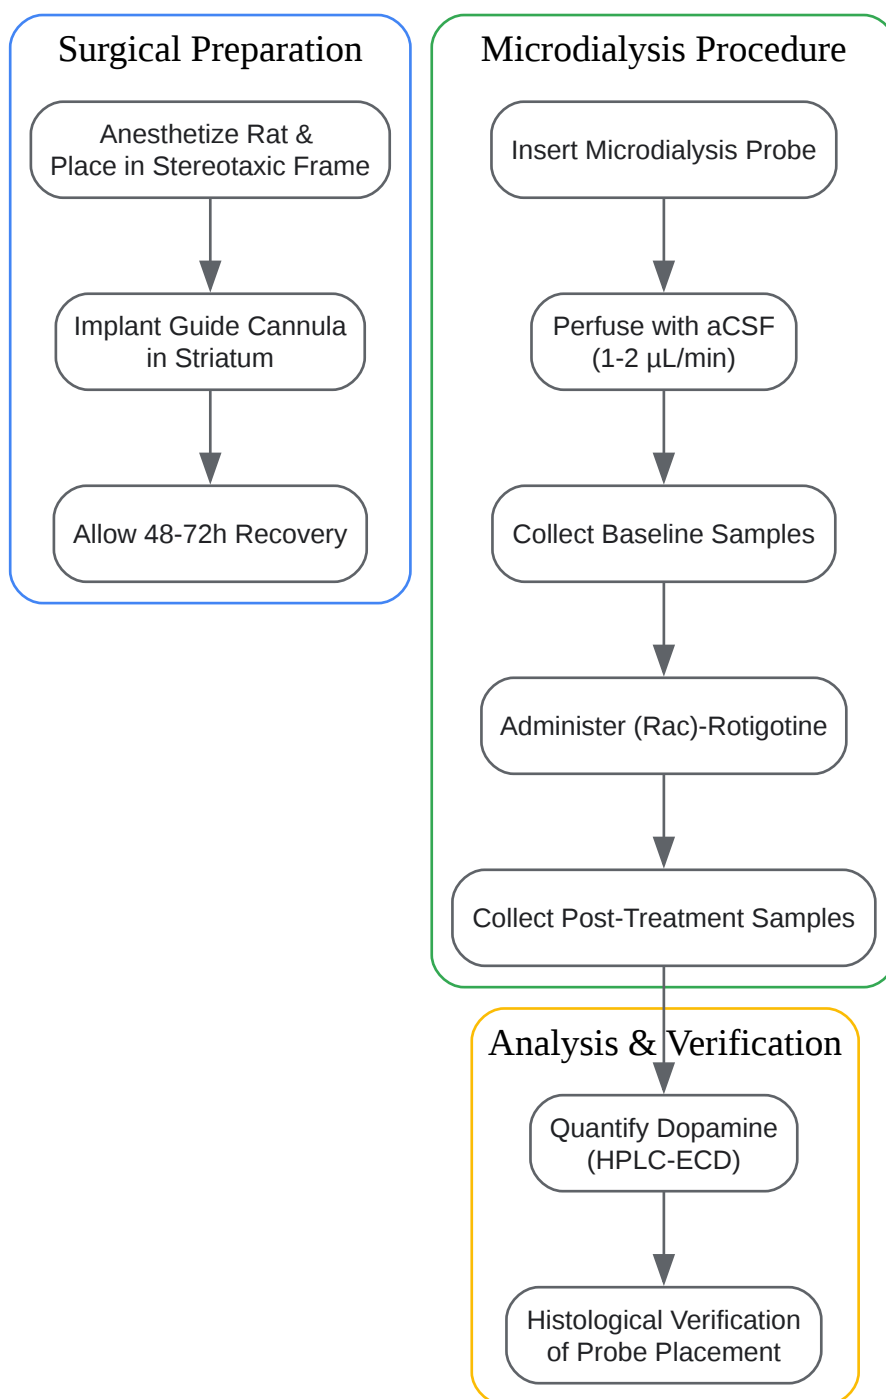 Surgical Preparation
Anesthetize Rat &
Place in Stereotaxic Frame
Implant Guide Cannula
in Striatum
Allow 48-72h Recovery
Microdialysis Procedure
Insert Microdialysis Probe
Perfuse with aCSF
(1-2 µL/min)
Collect Baseline Samples
Administer (Rac)-Rotigotine
Collect Post-Treatment Samples
Analysis & Verification
Quantify Dopamine
(HPLC-ECD)
Histological Verification
of Probe Placement